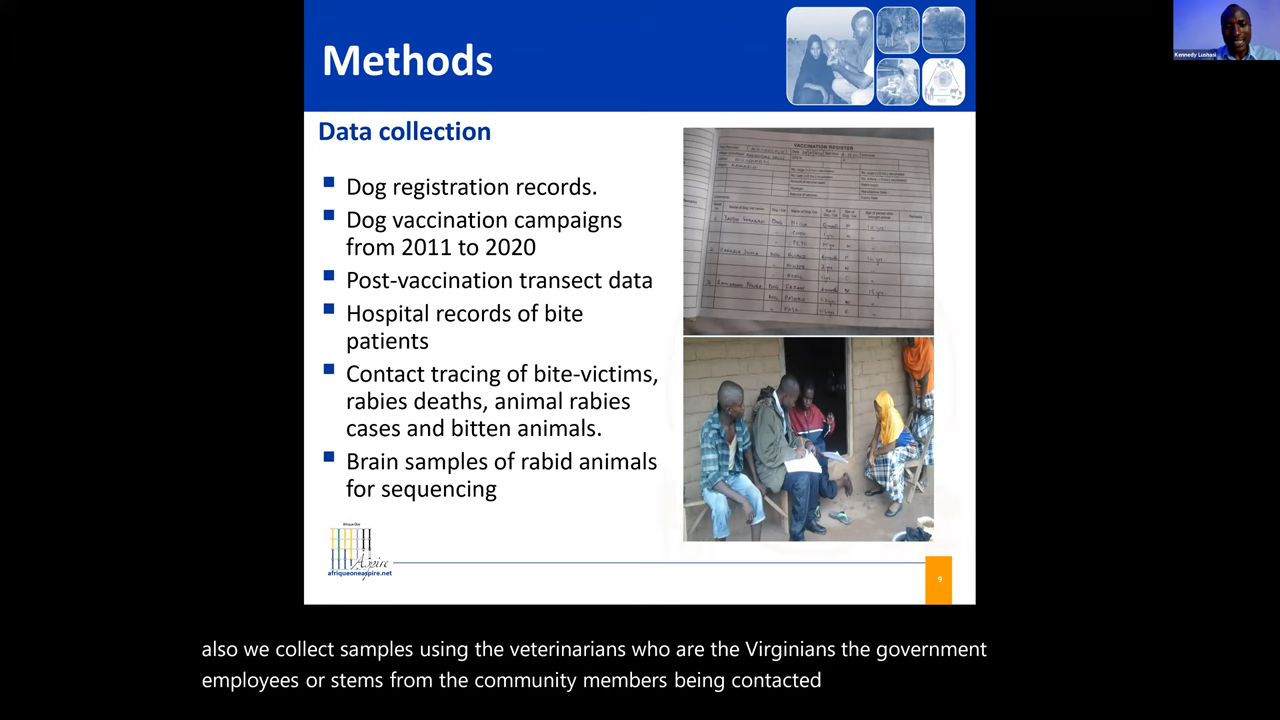 Methods
Kennedy Lushasi
Data collection
Dog registration records.
Dog vaccination campaigns
from 2011 to 2020
Post-vaccination transect data
Hospital records of bite
patients
Contact tracing of bite-victims,
rabies deaths, animal rabies
cases and bitten animals.
Brain samples of rabid animals
for sequencing
VACCINATION REGISTER
Aspire
afriqueoneaspire.net
9
also we collect samples using the veterinarians who are the Virginians the government
employees or stems from the community members being contacted